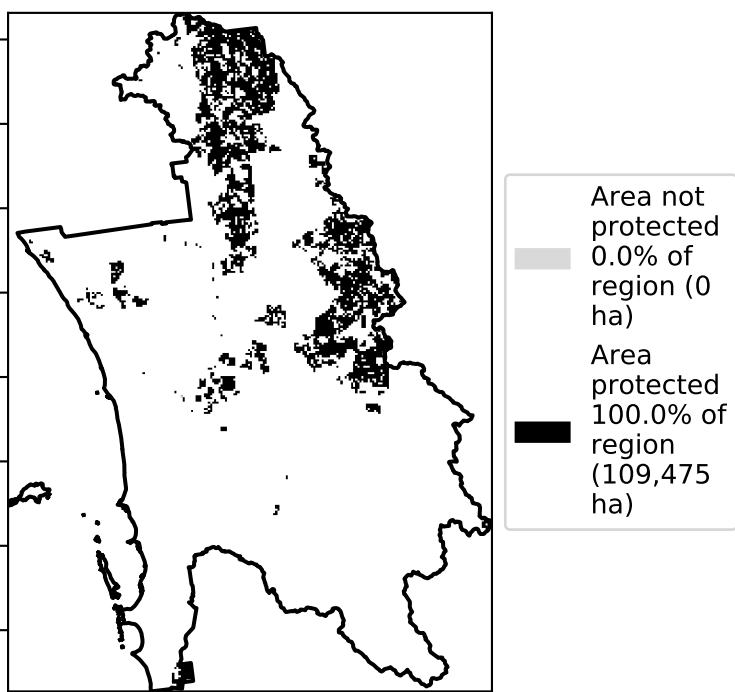 Area not
protected
0.0% of
region (0
ha)
Area
protected
100.0% of
region
(109,475
ha)